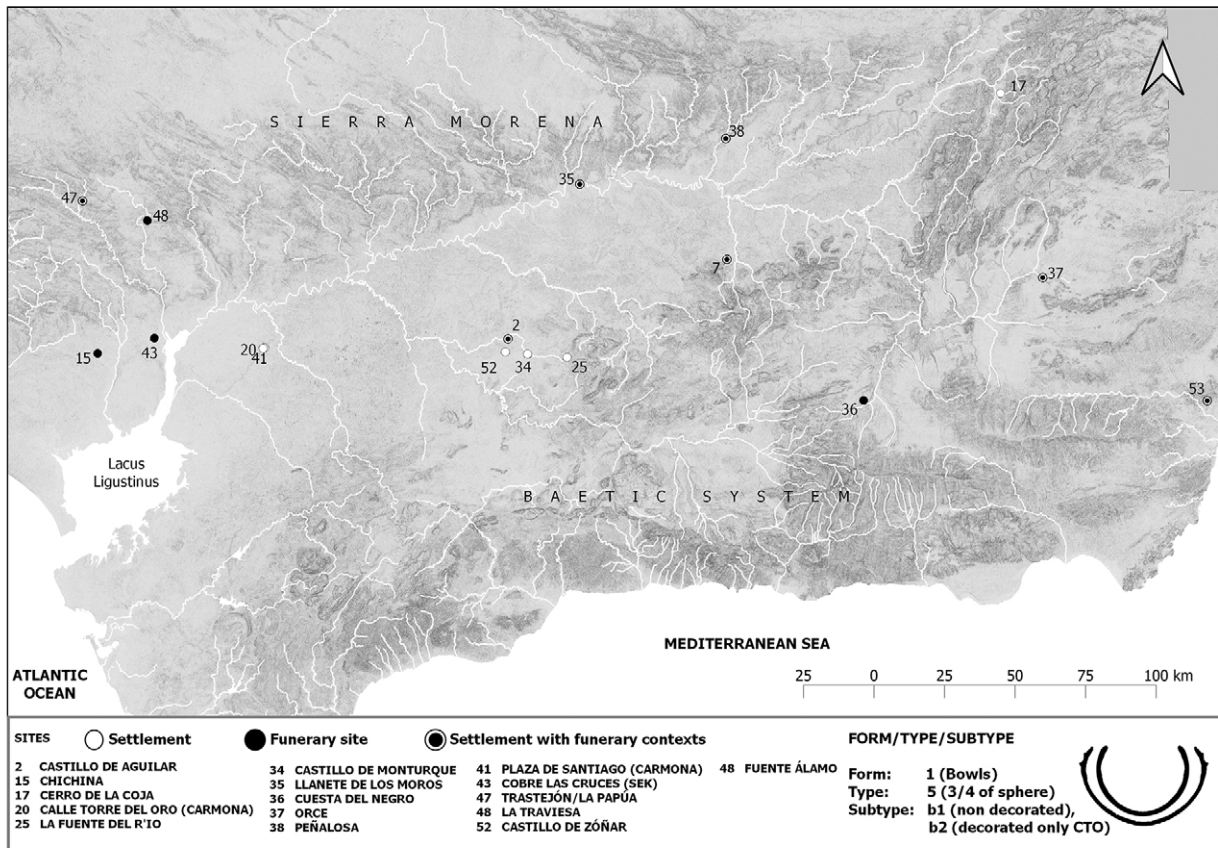 17
SIERRA MORENA
38
35
47
48
7
37
2
15
43
20
41
52
34
25
36
53
Lacus
Ligustinus
BAETIC SYSTEM
MEDITERRANEAN SEA
ATLANTIC
OCEAN
25 0 25 50 75 100 km
SITES Settlement Funerary site Settlement with funerary contexts
2 CASTILLO DE AGUILAR
15 CHICHINA
17 CERRO DE LA COJA
20 CALLE TORRE DEL ORO (CARMONA)
25 LA FUENTE DEL R'IO
34 CASTILLO DE MONTURQUE
35 LLANETE DE LOS MOROS
36 CUESTA DEL NEGRO
37 ORCE
38 PEÑALOSA
41 PLAZA DE SANTIAGO (CARMONA)
43 COBRE LAS CRUCES (SEK)
47 TRASTEJÓN/LA PAPÚA
48 LA TRAVIESA
52 CASTILLO DE ZÓÑAR
48 FUENTE ÁLAMO
FORM/TYPE/SUBTYPE
Form: 1 (Bowls)
Type: 5 (3/4 of sphere)
Subtype: b1 (non decorated),
b2 (decorated only CTO)